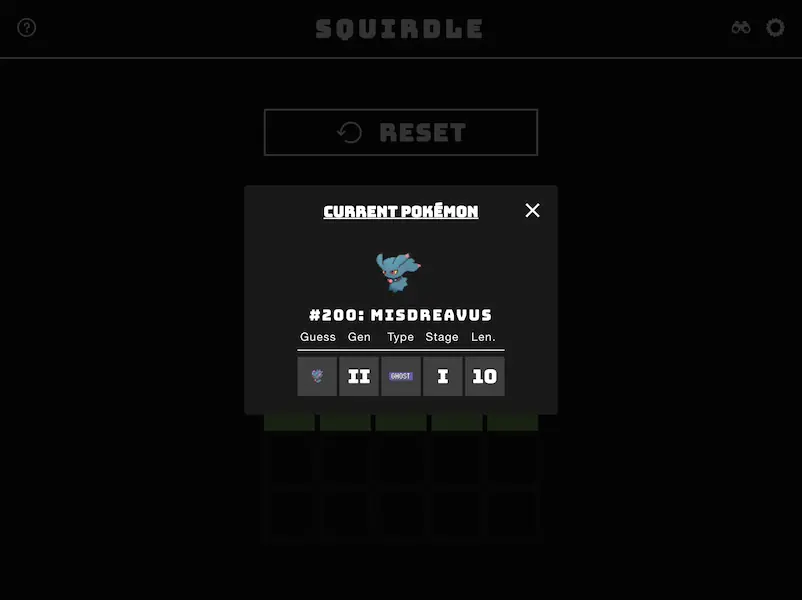 ?
SQUIRDLE
RESET
CURRENT POKÉMON
#200: MISDREAVUS
Guess Gen Type Stage Len.
II GHOST I 10